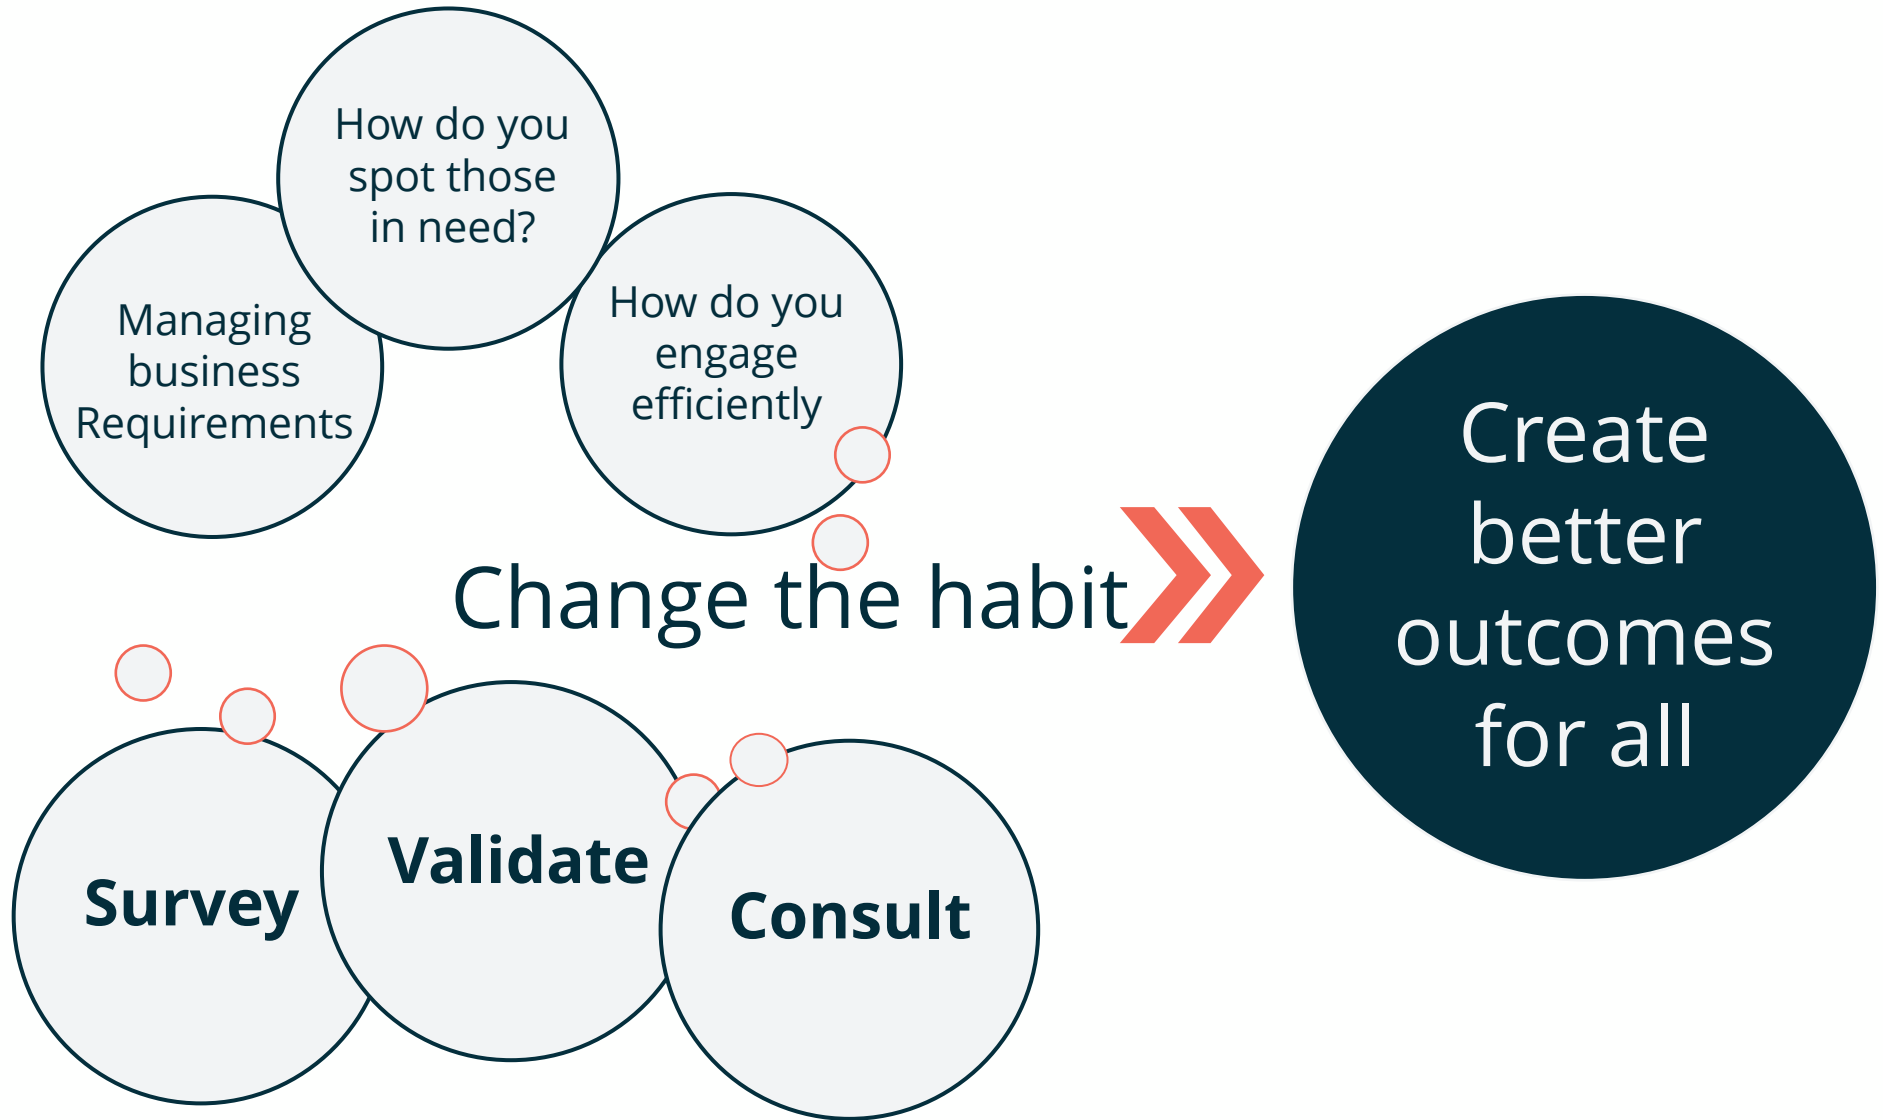 How do you
spot those
in need?
Managing
business
Requirements
How do you
engage
efficiently
Change the habit
Create
better
outcomes
for all
Survey
Validate
Consult